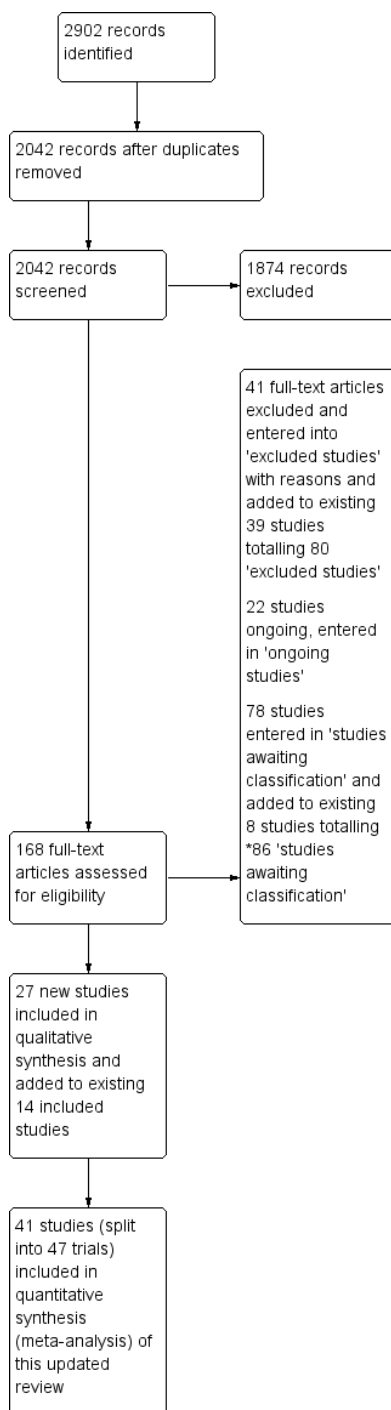 2902 records
identified
2042 records after duplicates
removed
2042 records
screened
1874 records
excluded
41 full-text articles
excluded and
entered into
'excluded studies'
with reasons and
added to existing
39 studies
totalling 80
'excluded studies'
22 studies
ongoing, entered
in 'ongoing
studies'
78 studies
entered in 'studies
awaiting
classification' and
added to existing
8 studies totalling
*86 'studies
awaiting
classification'
168 full-text
articles assessed
for eligibility
27 new studies
included in
qualitative
synthesis and
added to existing
14 included
studies
41 studies (split
into 47 trials)
included in
quantitative
synthesis
(meta-analysis) of
this updated
review